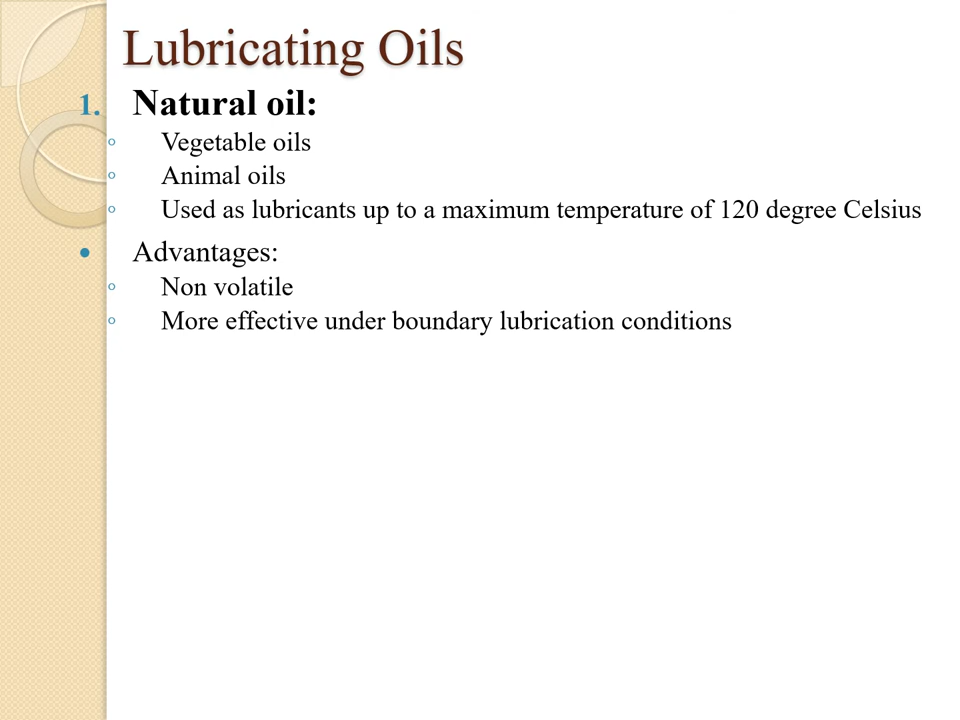 Lubricating Oils
1. Natural oil:
◦ Vegetable oils
◦ Animal oils
◦ Used as lubricants up to a maximum temperature of 120 degree Celsius
• Advantages:
◦ Non volatile
◦ More effective under boundary lubrication conditions